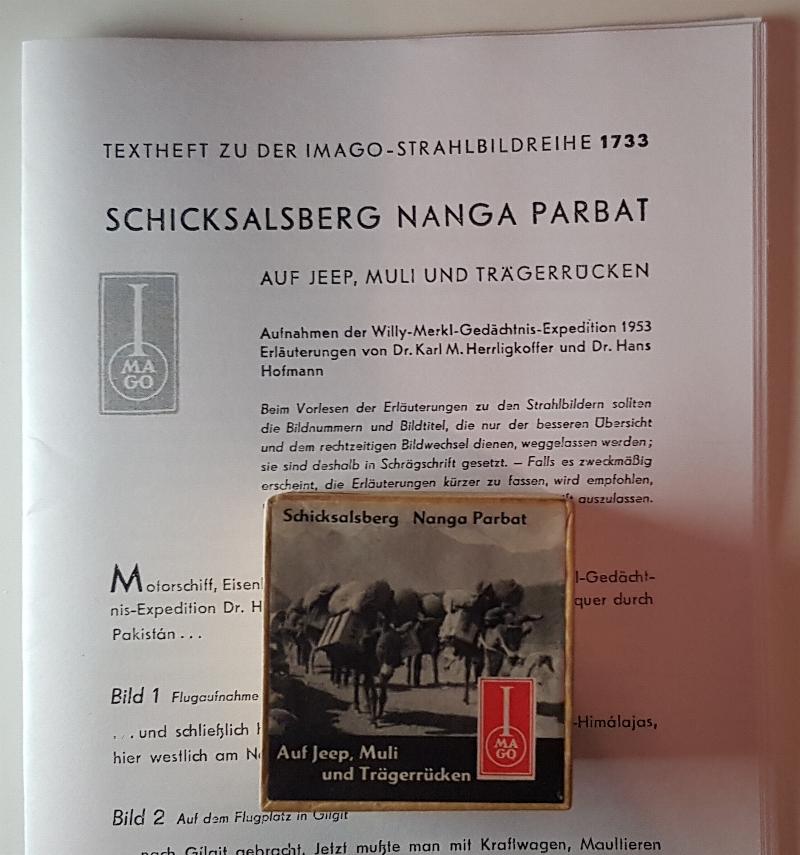 TEXTHEFT ZU DER IMAGO-STRAHLBILDREIHE 1733
SCHICKSALSBERG NANGA PARBAT
AUF JEEP, MULI UND TRÄGERRÜCKEN
I
MA
GO
Aufnahmen der Willy-Merkl-Gedächtnis-Expedition 1953
Erläuterungen von Dr. Karl M. Herrligkoffer und Dr. Hans
Hofmann
Beim Vorlesen der Erläuterungen zu den Strahlbildern sollten
die Bildnummern und Bildtitel, die nur der besseren Übersicht
und dem rechtzeitigen Bildwechsel dienen, weggelassen werden;
sie sind deshalb in Schrägschrift gesetzt. – Falls es zweckmäßig
erscheint, die Erläuterungen kürzer zu fassen, wird empfohlen,
auszulassen.
Motorschiff, Eisen l-Gedächt-
nis-Expedition Dr. H quer durch
Pakistán ...
Bild 1 Flugaufnahme
... und schließlich -Himálajas,
hier westlich am N
Bild 2 Auf dem Flugplatz in Gilgit
nach Gilgit gebracht. Jetzt mußte man mit Kraftwagen, Maultieren
Schicksalsberg Nanga Parbat
Auf Jeep, Muli
und Trägerrücken
I
MA
GO